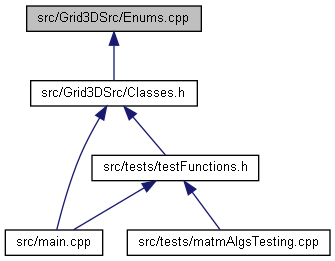 src/Grid3DSrc/Enums.cpp
src/Grid3DSrc/Classes.h
src/tests/testFunctions.h
src/main.cpp
src/tests/matmAlgsTesting.cpp